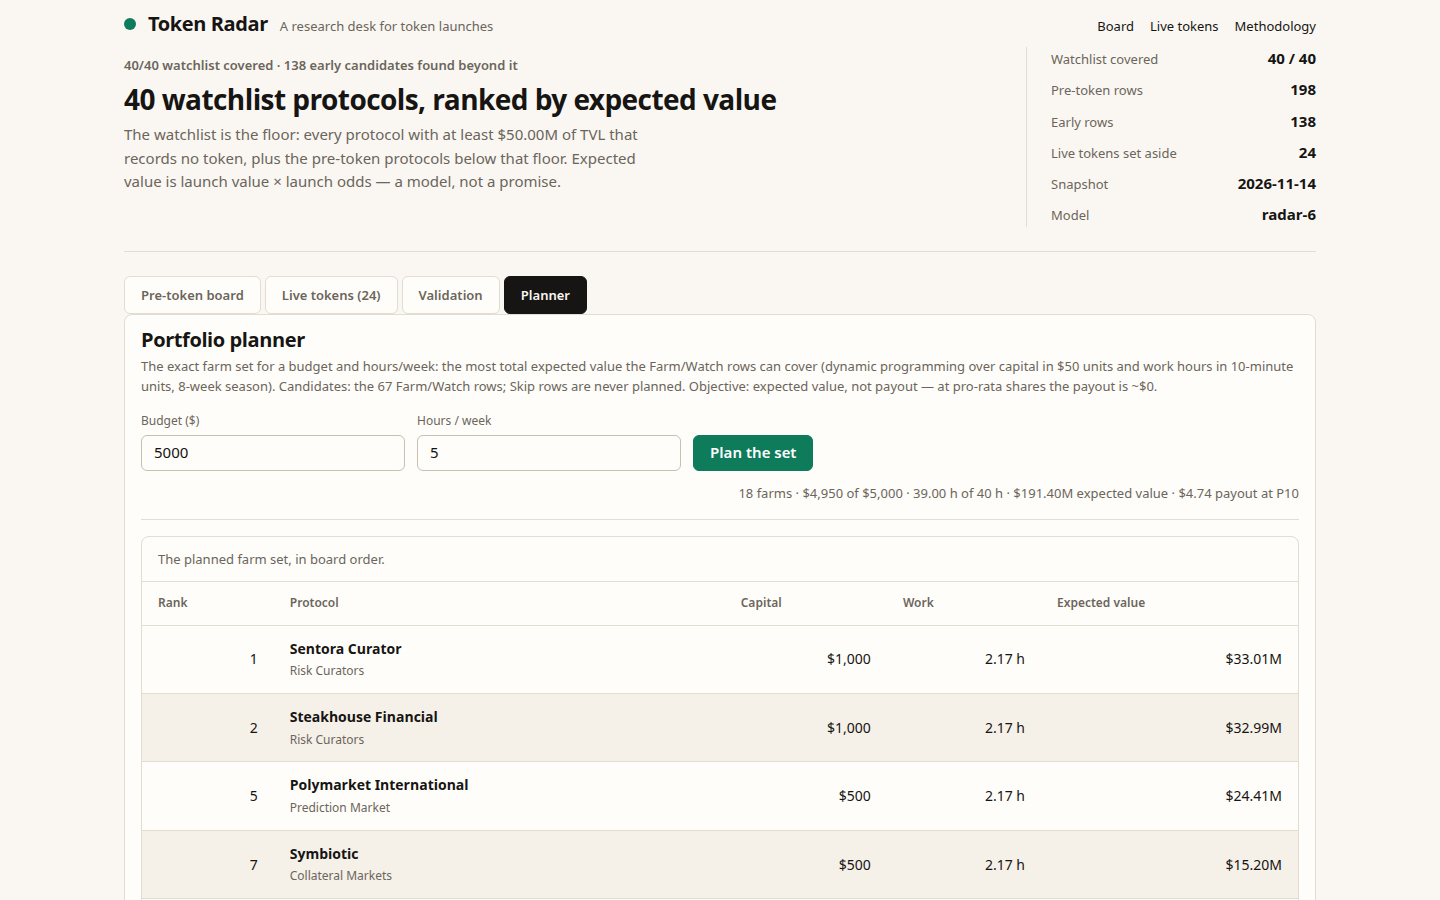 Token Radar A research desk for token launches
Board Live tokens Methodology
40/40 watchlist covered · 138 early candidates found beyond it
40 watchlist protocols, ranked by expected value
The watchlist is the floor: every protocol with at least $50.00M of TVL that
records no token, plus the pre-token protocols below that floor. Expected
value is launch value × launch odds — a model, not a promise.
Watchlist covered 40 / 40
Pre-token rows 198
Early rows 138
Live tokens set aside 24
Snapshot 2026-11-14
Model radar-6
Pre-token board Live tokens (24) Validation Planner
Portfolio planner
The exact farm set for a budget and hours/week: the most total expected value the Farm/Watch rows can cover (dynamic programming over capital in $50 units and work hours in 10-minute
units, 8-week season). Candidates: the 67 Farm/Watch rows; Skip rows are never planned. Objective: expected value, not payout — at pro-rata shares the payout is ~$0.
Budget ($) Hours / week
5000 5 Plan the set
18 farms · $4,950 of $5,000 · 39.00 h of 40 h · $191.40M expected value · $4.74 payout at P10
The planned farm set, in board order.
Rank Protocol Capital Work Expected value
1 Sentora Curator $1,000 2.17 h $33.01M
Risk Curators
2 Steakhouse Financial $1,000 2.17 h $32.99M
Risk Curators
5 Polymarket International $500 2.17 h $24.41M
Prediction Market
7 Symbiotic $500 2.17 h $15.20M
Collateral Markets